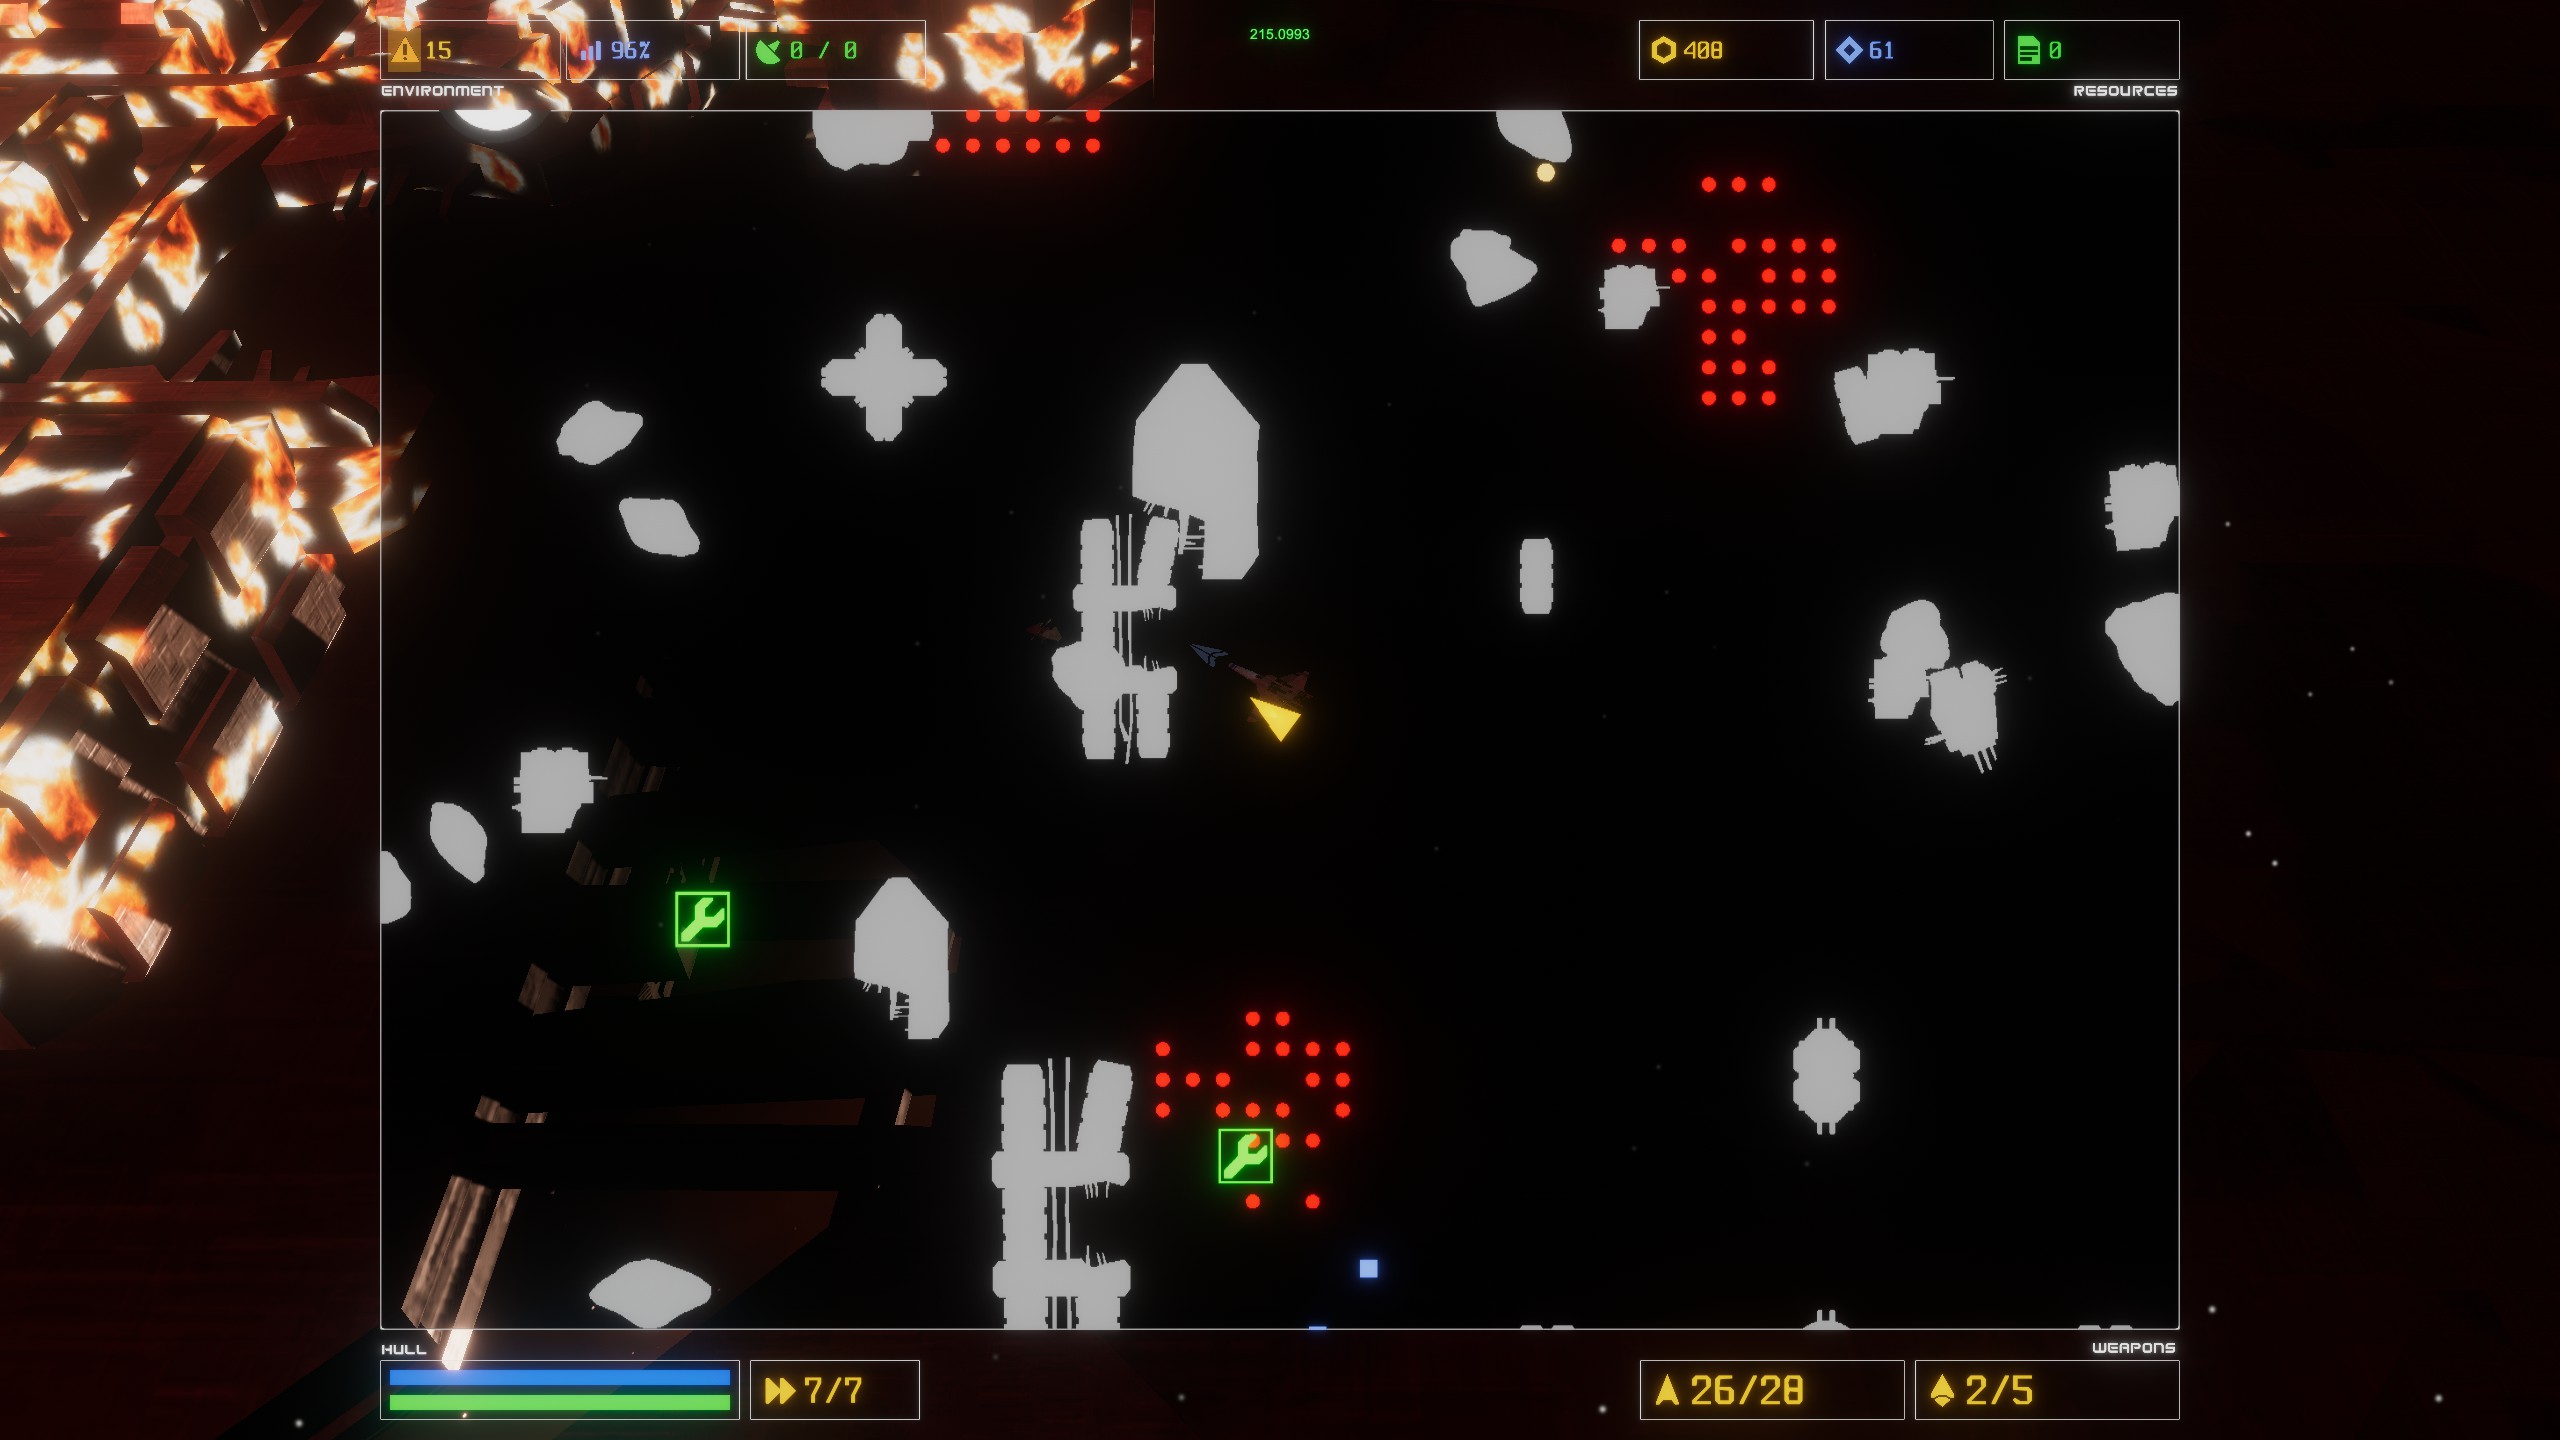 15
96%
0 / 0
215.0993
408
61
0
ENVIRONMENT
RESOURCES
HULL
WEAPONS
7/7
26/28
2/5